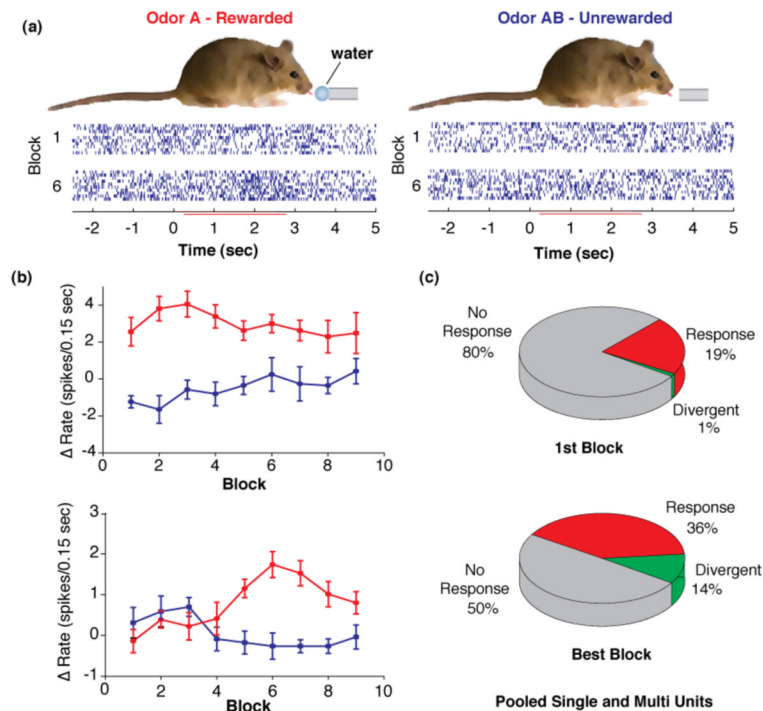 (a)
Odor A - Rewarded
Odor AB - Unrewarded
water
Block
1
6
-2 -1 0 1 2 3 4 5
Time (sec)
1
6
-2 -1 0 1 2 3 4 5
Time (sec)
(b)
Δ Rate (spikes/0.15 sec)
4
2
0
-2
-4
0 2 4 6 8 10
Block
Δ Rate (spikes/0.15 sec)
3
2
1
0
-1
0 2 4 6 8 10
Block
(c)
No
Response
80%
Response
19%
Divergent
1%
1st Block
Response
36%
No
Response
50%
Divergent
14%
Best Block
Pooled Single and Multi Units